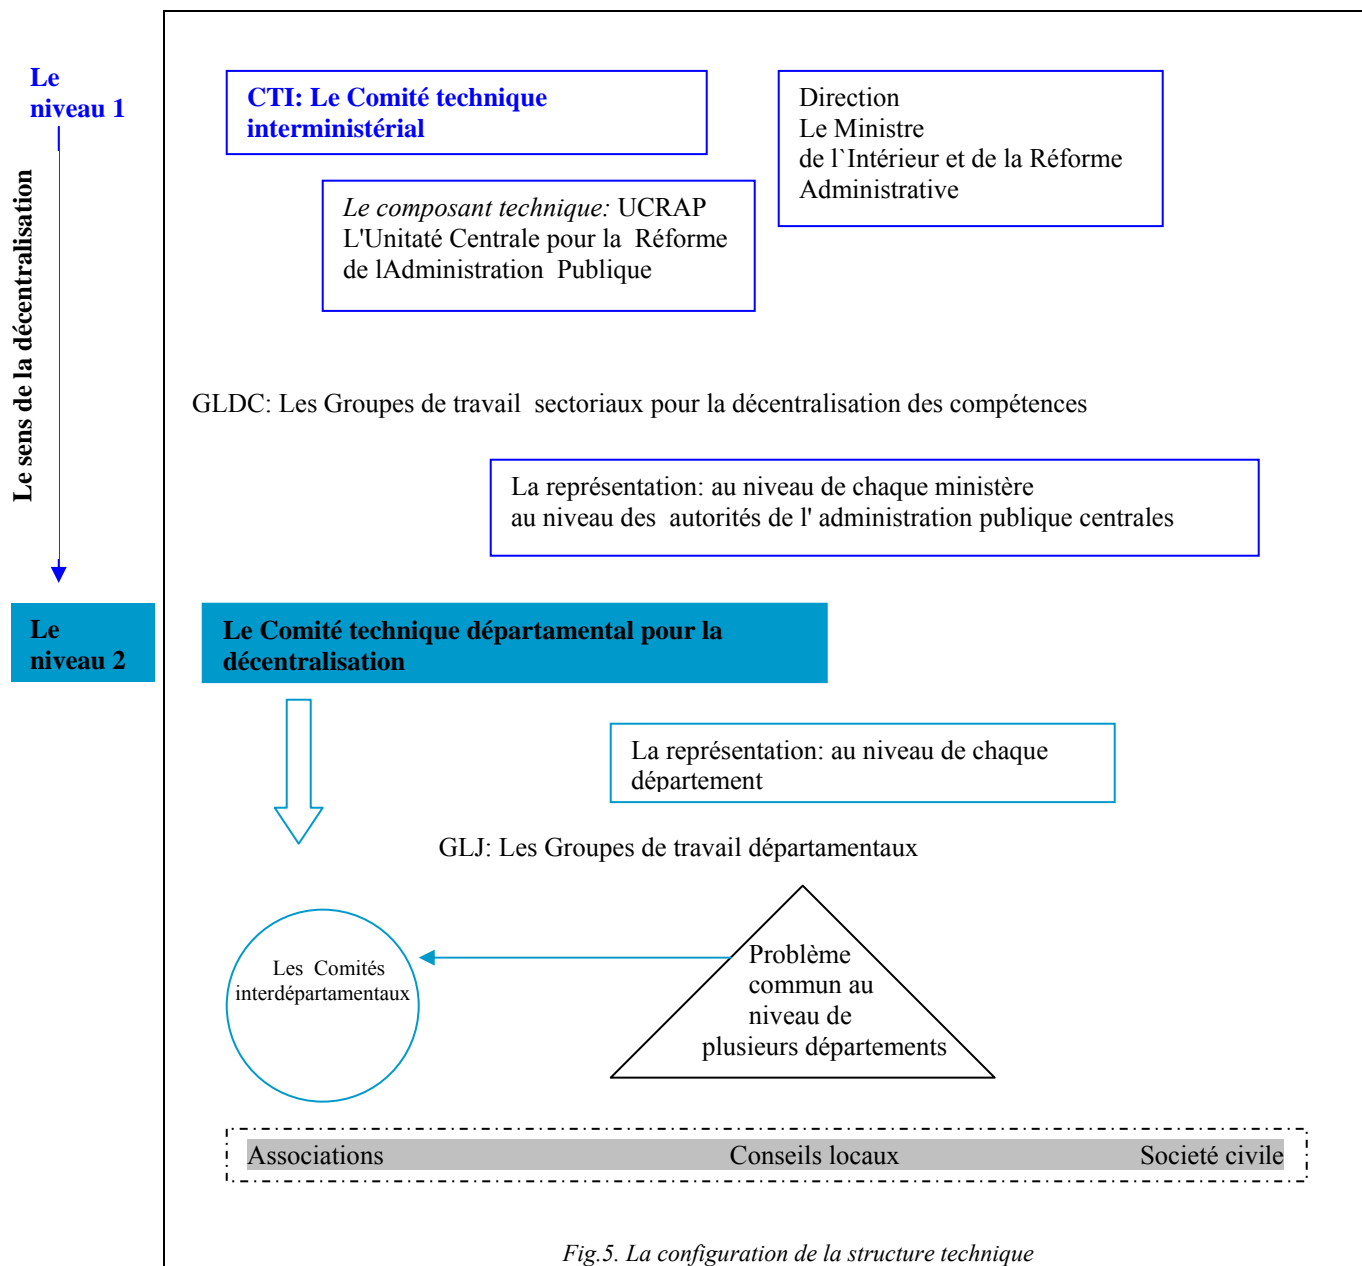 Le
niveau 1
Le sens de la décentralisation
CTI: Le Comité technique
interministérial
Direction
Le Ministre
de l`Intérieur et de la Réforme
Administrative
Le composant technique: UCRAP
L'Unitaté Centrale pour la Réforme
de lAdministration Publique
GLDC: Les Groupes de travail sectoriaux pour la décentralisation des compétences
La représentation: au niveau de chaque ministère
au niveau des autorités de l' administration publique centrales
Le
niveau 2
Le Comité technique départamental pour la
décentralisation
La représentation: au niveau de chaque
département
GLJ: Les Groupes de travail départamentaux
Les Comités
interdépartamentaux
Problème
commun au
niveau de
plusieurs départements
Associations Conseils locaux Societé civile
Fig.5. La configuration de la structure technique